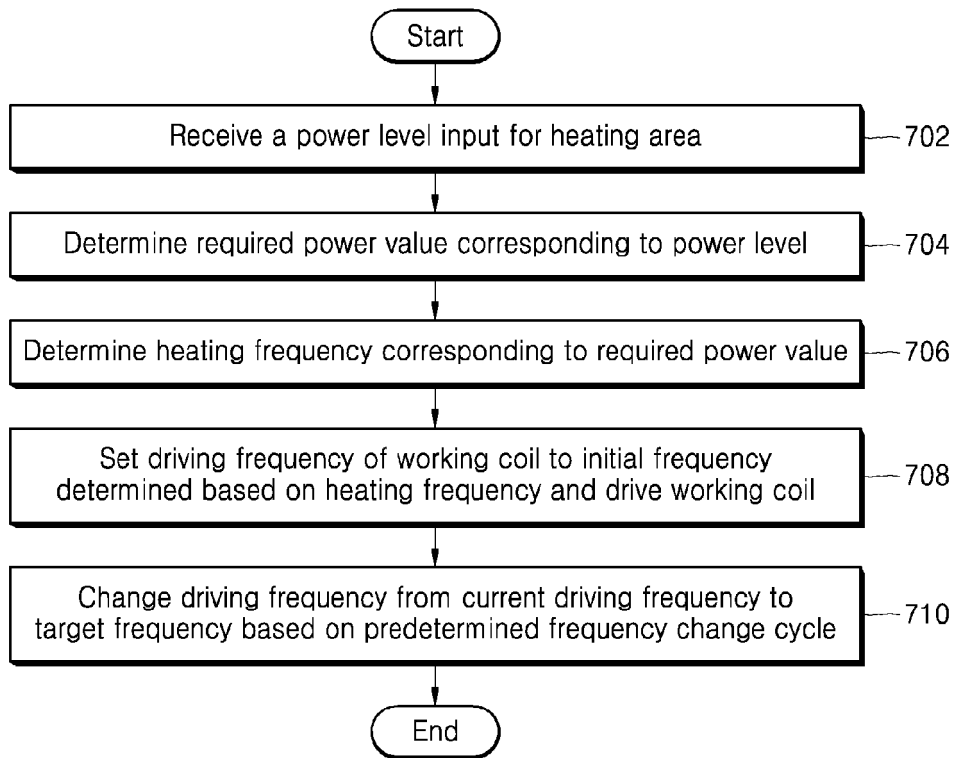 Start
Receive a power level input for heating area
702
Determine required power value corresponding to power level
704
Determine heating frequency corresponding to required power value
706
Set driving frequency of working coil to initial frequency
determined based on heating frequency and drive working coil
708
Change driving frequency from current driving frequency to
target frequency based on predetermined frequency change cycle
710
End